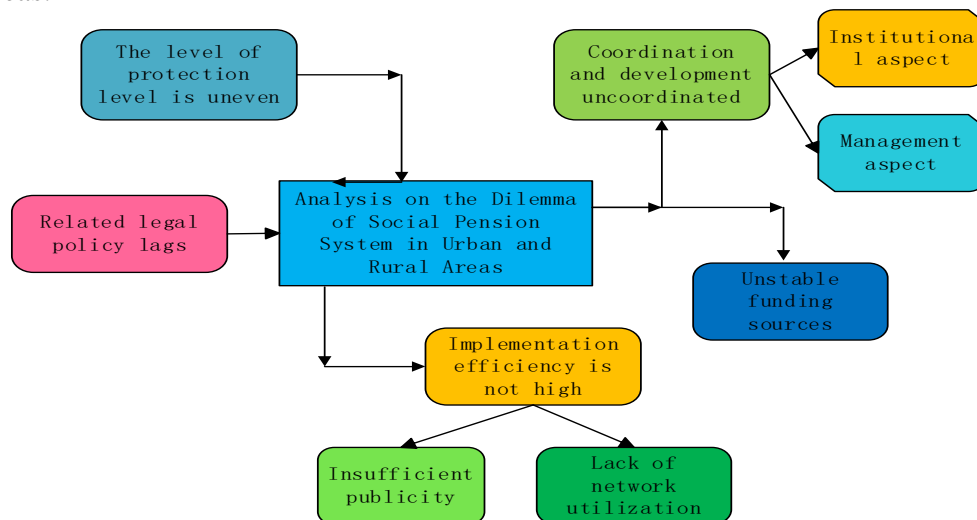 The level of
protection
level is uneven
Coordination
and development
uncoordinated
Institutiona
l aspect
Management
aspect
Related legal
policy lags
Analysis on the Dilemma
of Social Pension
System in Urban and
Rural Areas
Unstable
funding
sources
Implementation
efficiency is
not high
Insufficient
publicity
Lack of
network
utilization